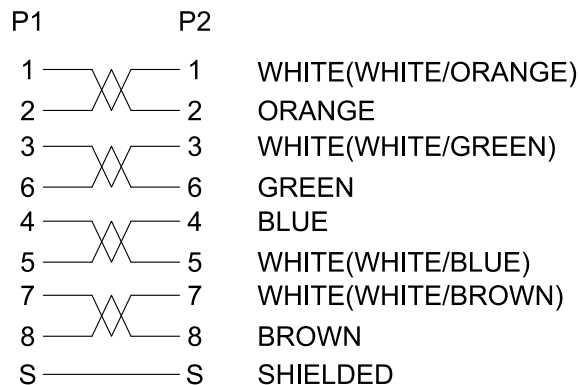 P1 P2
1 1 WHITE(WHITE/ORANGE)
2 2 ORANGE
3 3 WHITE(WHITE/GREEN)
6 6 GREEN
4 4 BLUE
5 5 WHITE(WHITE/BLUE)
7 7 WHITE(WHITE/BROWN)
8 8 BROWN
S S SHIELDED